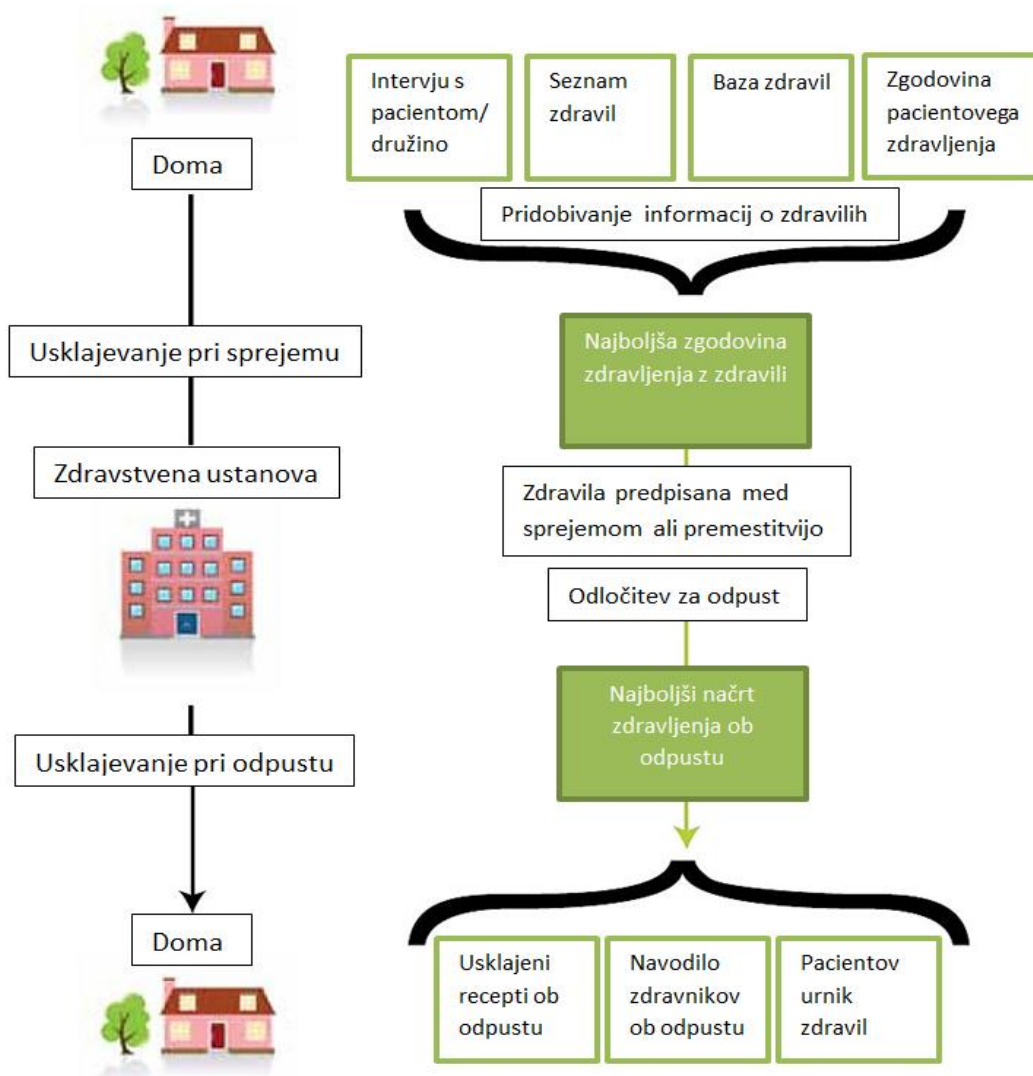 Doma
Usklajevanje pri sprejemu
Zdravstvena ustanova
Usklajevanje pri odpustu
Doma
Intervju s
pacientom/
družino
Seznam
zdravil
Baza zdravil
Zgodovina
pacientovega
zdravljenja
Pridobivanje informacij o zdravilih
Najboljša zgodovina
zdravljenja z zdravili
Zdravila predpisana med
sprejemom ali premestitvijo
Odločitev za odpust
Najboljši načrt
zdravljenja ob
odpustu
Usklajeni
recepti ob
odpustu
Navodilo
zdravnikov
ob odpustu
Pacientov
urnik
zdravil